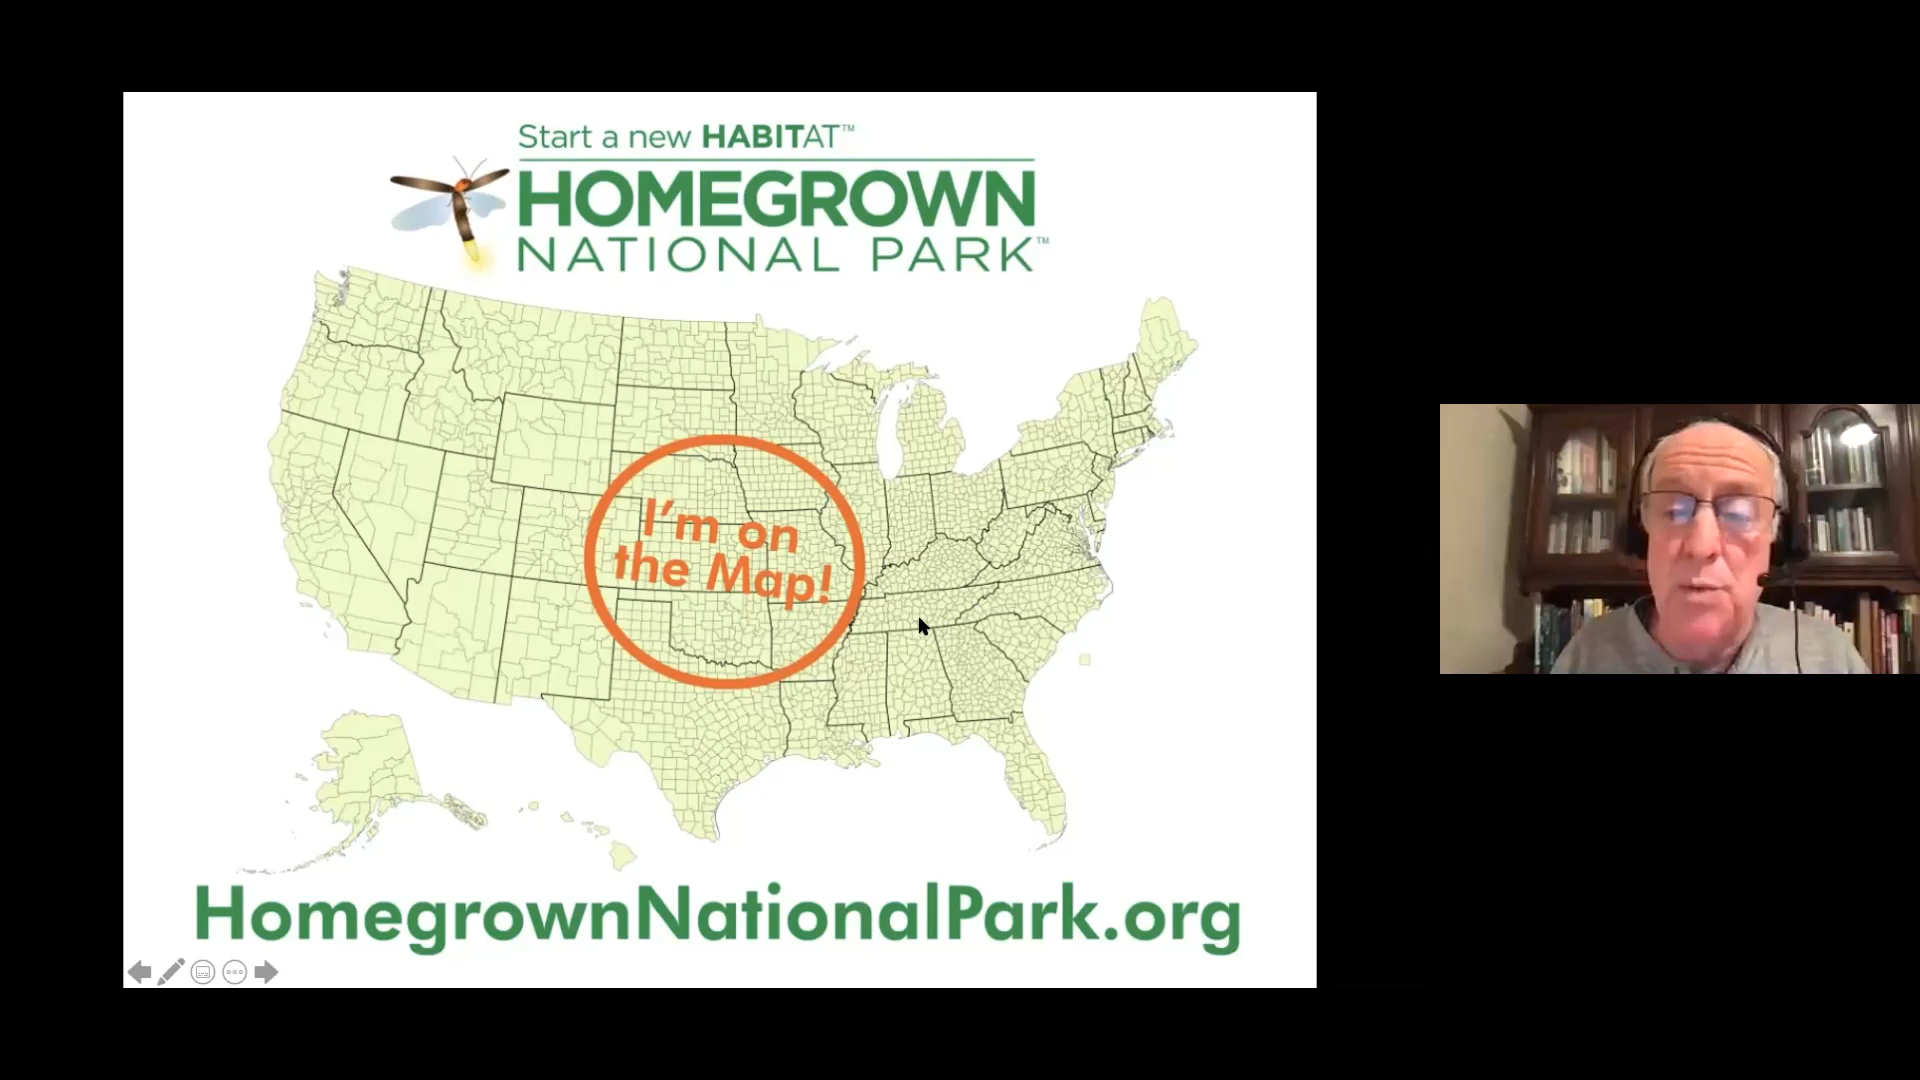 Start a new HABITAT™
HOMEGROWN
NATIONAL PARK™
I'm on
the Map!
HomegrownNationalPark.org